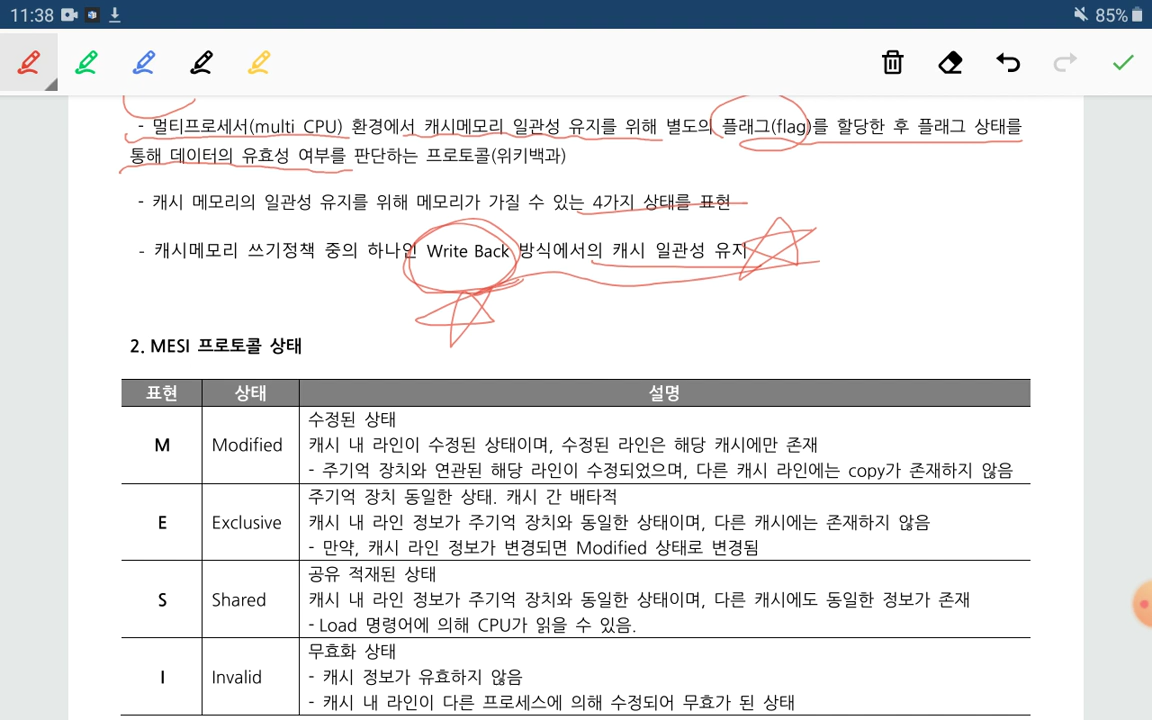 11:38
85%
- 멀티프로세서(multi CPU) 환경에서 캐시메모리 일관성 유지를 위해 별도의 플래그(flag)를 할당한 후 플래그 상태를
통해 데이터의 유효성 여부를 판단하는 프로토콜(위키백과)
- 캐시 메모리의 일관성 유지를 위해 메모리가 가질 수 있는 4가지 상태를 표현
- 캐시메모리 쓰기정책 중의 하나인 Write Back 방식에서의 캐시 일관성 유지
2. MESI 프로토콜 상태
표현 상태 설명
수정된 상태
M Modified 캐시 내 라인이 수정된 상태이며, 수정된 라인은 해당 캐시에만 존재
- 주기억 장치와 연관된 해당 라인이 수정되었으며, 다른 캐시 라인에는 copy가 존재하지 않음
주기억 장치 동일한 상태. 캐시 간 배타적
E Exclusive 캐시 내 라인 정보가 주기억 장치와 동일한 상태이며, 다른 캐시에는 존재하지 않음
- 만약, 캐시 라인 정보가 변경되면 Modified 상태로 변경됨
공유 적재된 상태
S Shared 캐시 내 라인 정보가 주기억 장치와 동일한 상태이며, 다른 캐시에도 동일한 정보가 존재
- Load 명령어에 의해 CPU가 읽을 수 있음.
무효화 상태
I Invalid - 캐시 정보가 유효하지 않음
- 캐시 내 라인이 다른 프로세스에 의해 수정되어 무효가 된 상태